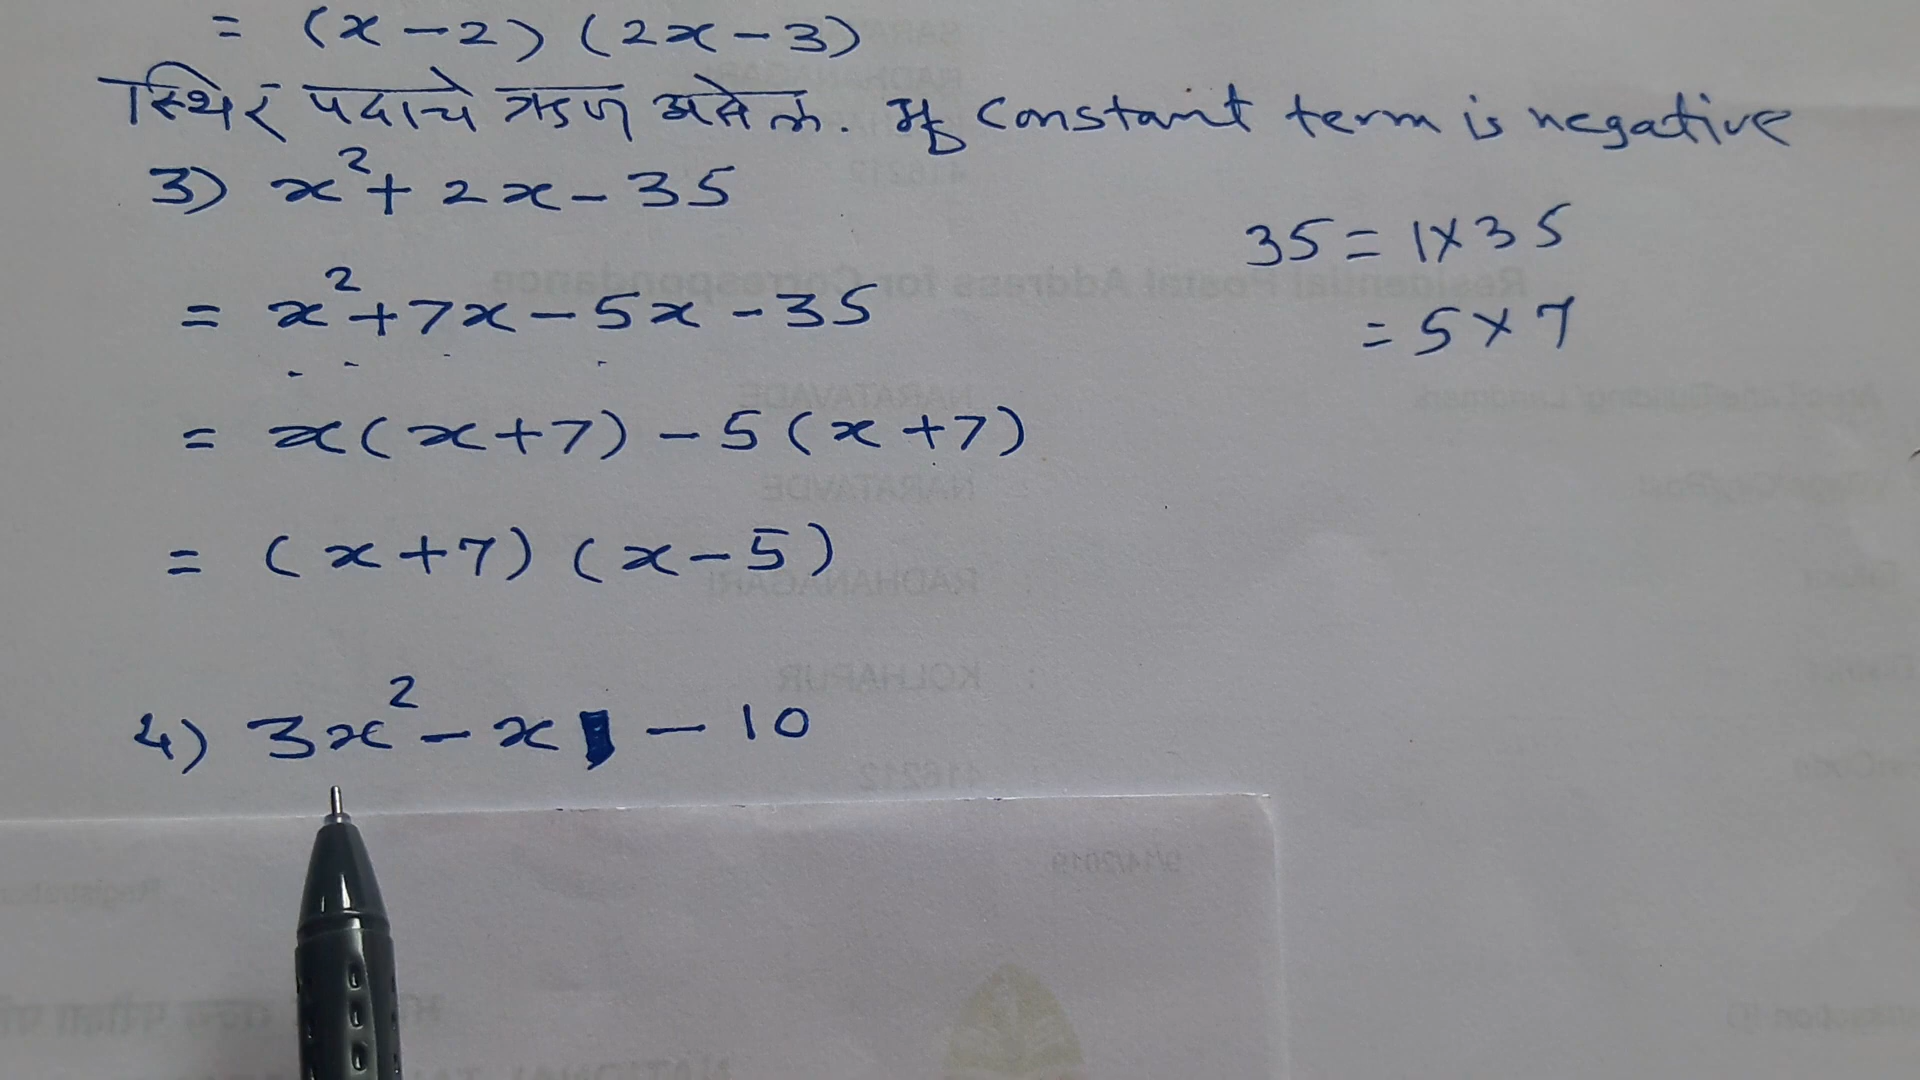 = (x-2) (2x-3)
स्थिर पदाचे ऋण असेल. If constant term is negative
3) x²+2x-35
35 = 1×35
= x²+7x-5x-35
= 5×7
= x(x+7)-5(x+7)
= (x+7)(x-5)
4) 3x²-x -10